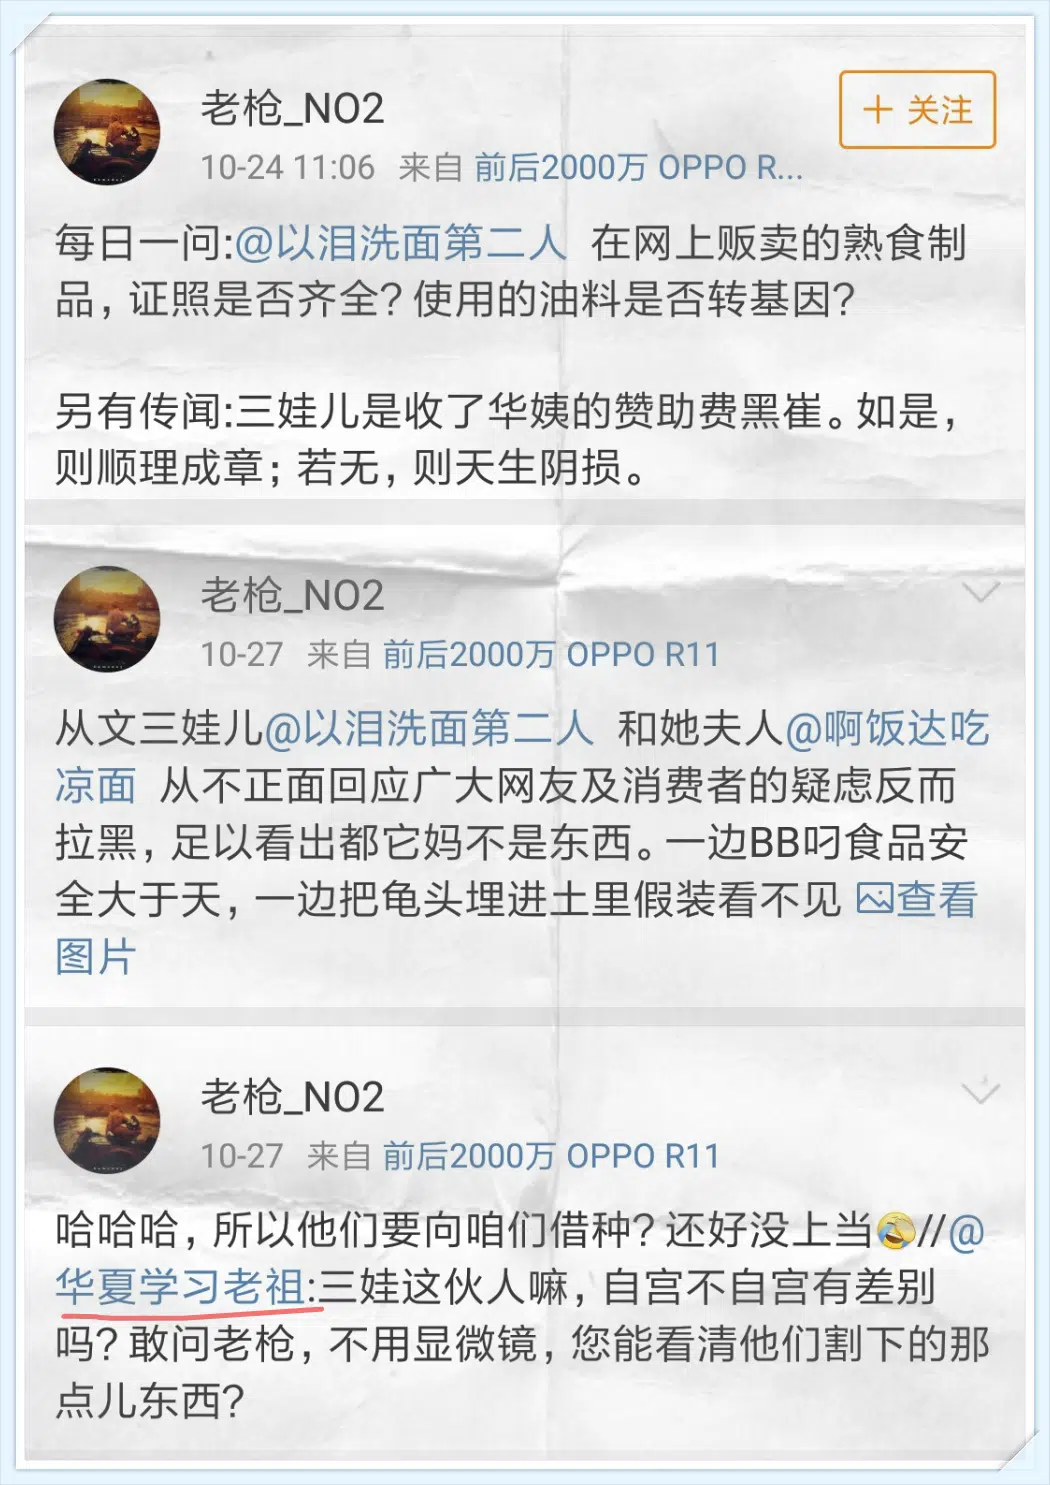 老枪_NO2
+ 关注
10-24 11:06 来自 前后2000万 OPPO R...
每日一问:@以泪洗面第二人 在网上贩卖的熟食制
品，证照是否齐全？使用的油料是否转基因？
另有传闻:三娃儿是收了华姨的赞助费黑崔。如是，
则顺理成章；若无，则天生阴损。
老枪_NO2
10-27 来自 前后2000万 OPPO R11
从文三娃儿@以泪洗面第二人 和她夫人@啊饭达吃
凉面 从不正面回应广大网友及消费者的疑虑反而
拉黑，足以看出都它妈不是东西。一边BB叼食品安
全大于天，一边把龟头埋进土里假装看不见 查看
图片
老枪_NO2
10-27 来自 前后2000万 OPPO R11
哈哈哈，所以他们要向咱们借种？还好没上当🤣//@
华夏学习老祖:三娃这伙人嘛，自宫不自宫有差别
吗？敢问老枪，不用显微镜，您能看清他们割下的那
点儿东西？